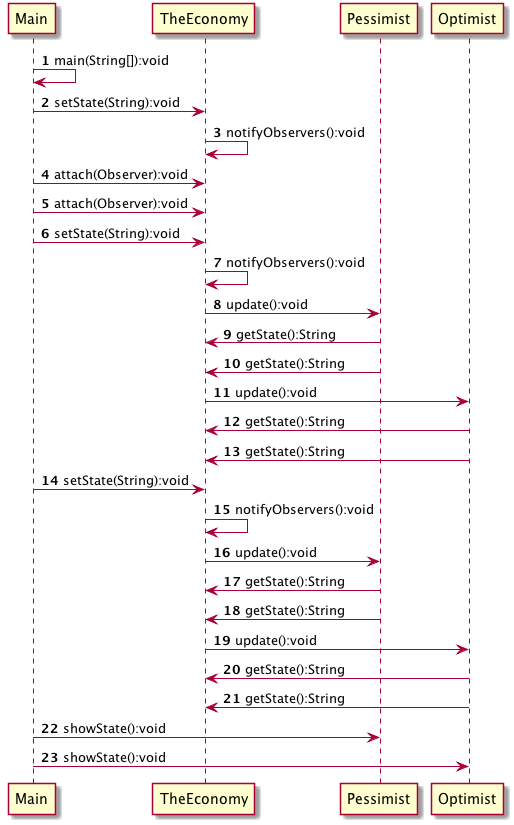 Main TheEconomy Pessimist Optimist
1 main(String[]):void
2 setState(String):void
3 notifyObservers():void
4 attach(Observer):void
5 attach(Observer):void
6 setState(String):void
7 notifyObservers():void
8 update():void
9 getState():String
10 getState():String
11 update():void
12 getState():String
13 getState():String
14 setState(String):void
15 notifyObservers():void
16 update():void
17 getState():String
18 getState():String
19 update():void
20 getState():String
21 getState():String
22 showState():void
23 showState():void
Main TheEconomy Pessimist Optimist